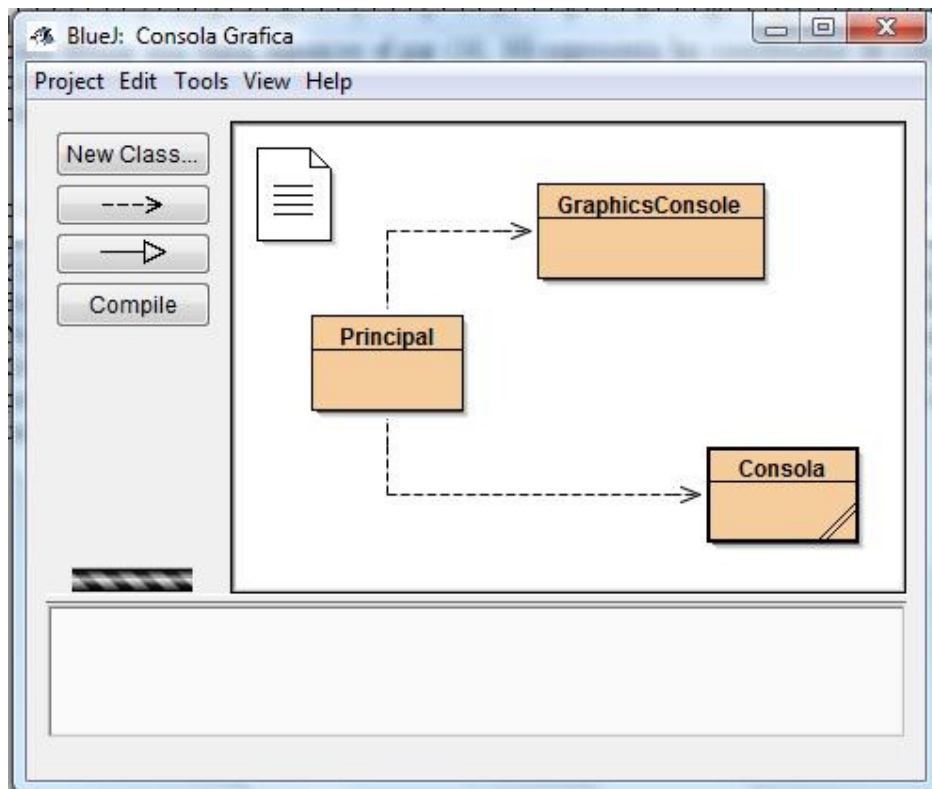 BlueJ: Consola Grafica
Project Edit Tools View Help
New Class...
Compile
GraphicsConsole
Principal
Consola